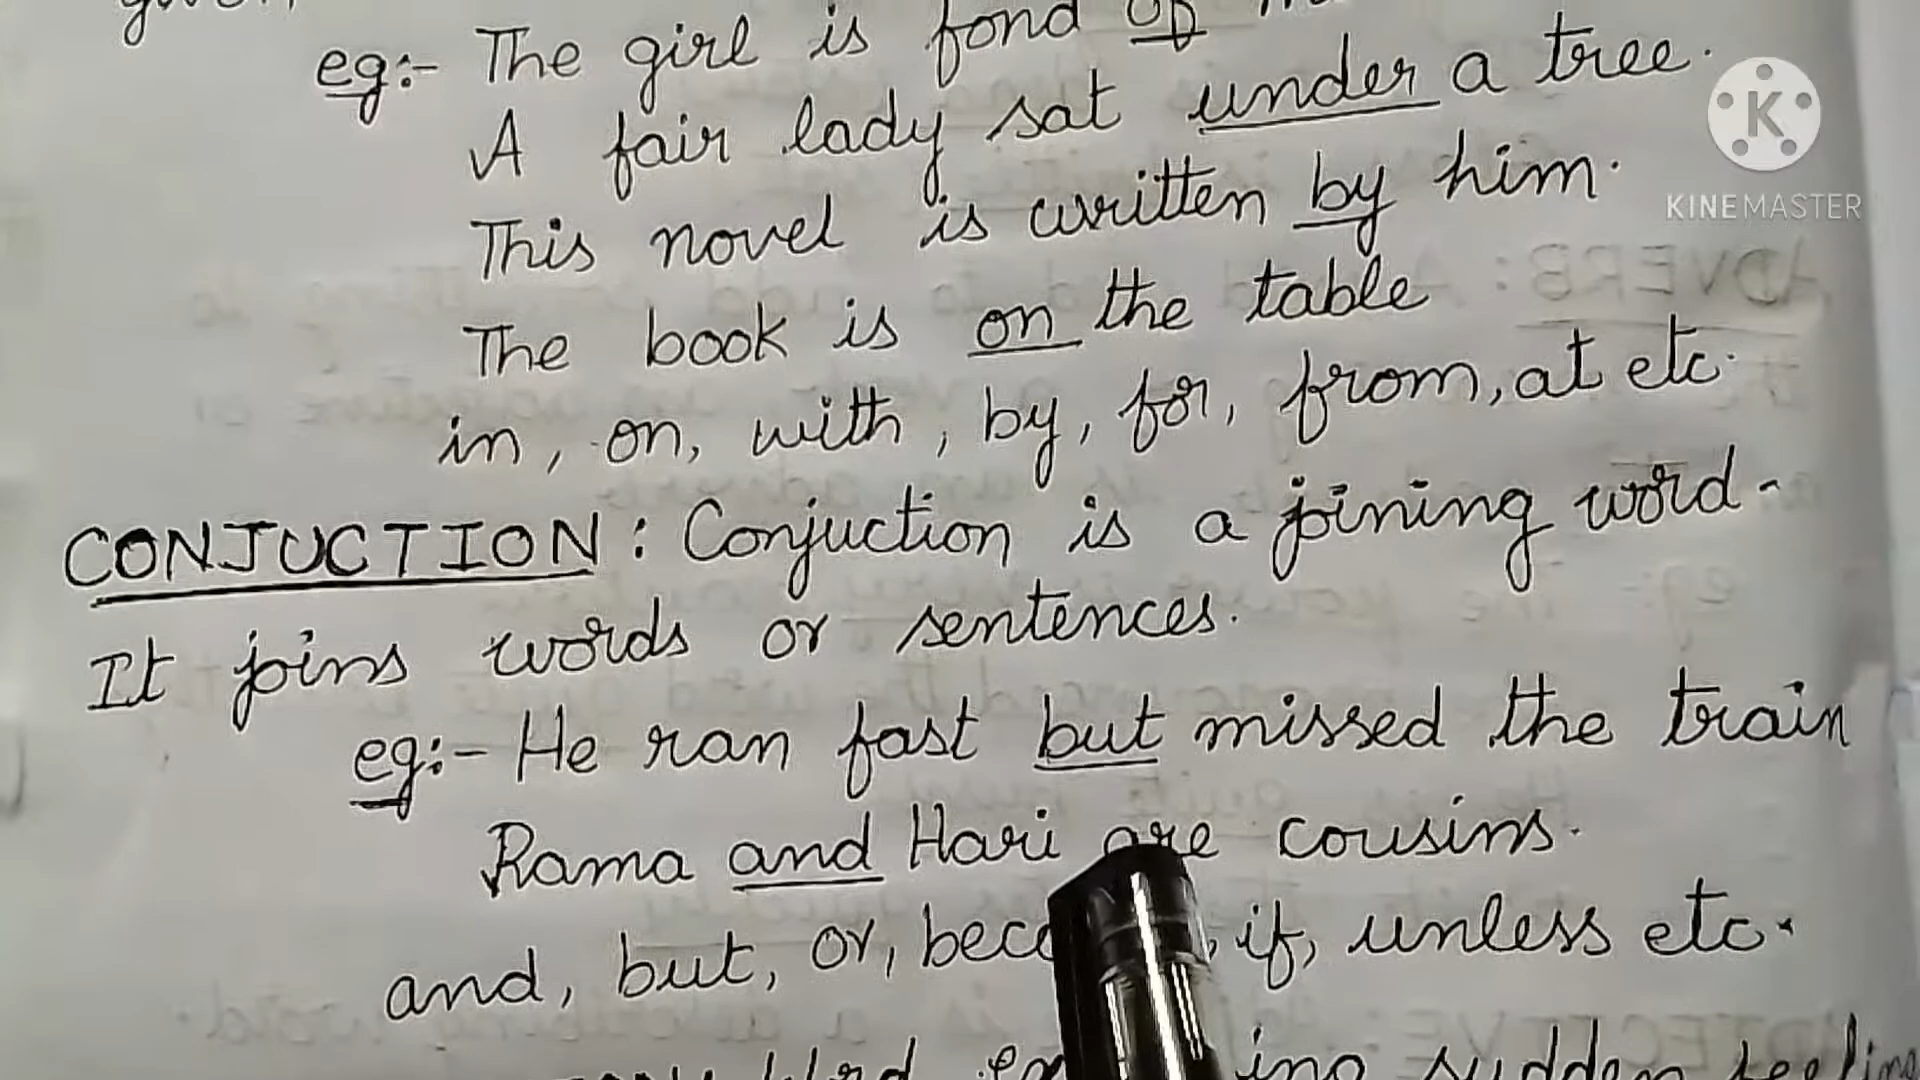 eg:- The girl is fond of
A fair lady sat under a tree.
This novel is written by him.
The book is on the table
in, on, with, by, for, from, at etc.
CONJUCTION : Conjuction is a joining word.
It joins words or sentences.
eg:- He ran fast but missed the train
Rama and Hari are cousins.
and, but, or, , if, unless etc.
sudden feeling
K
KINEMASTER